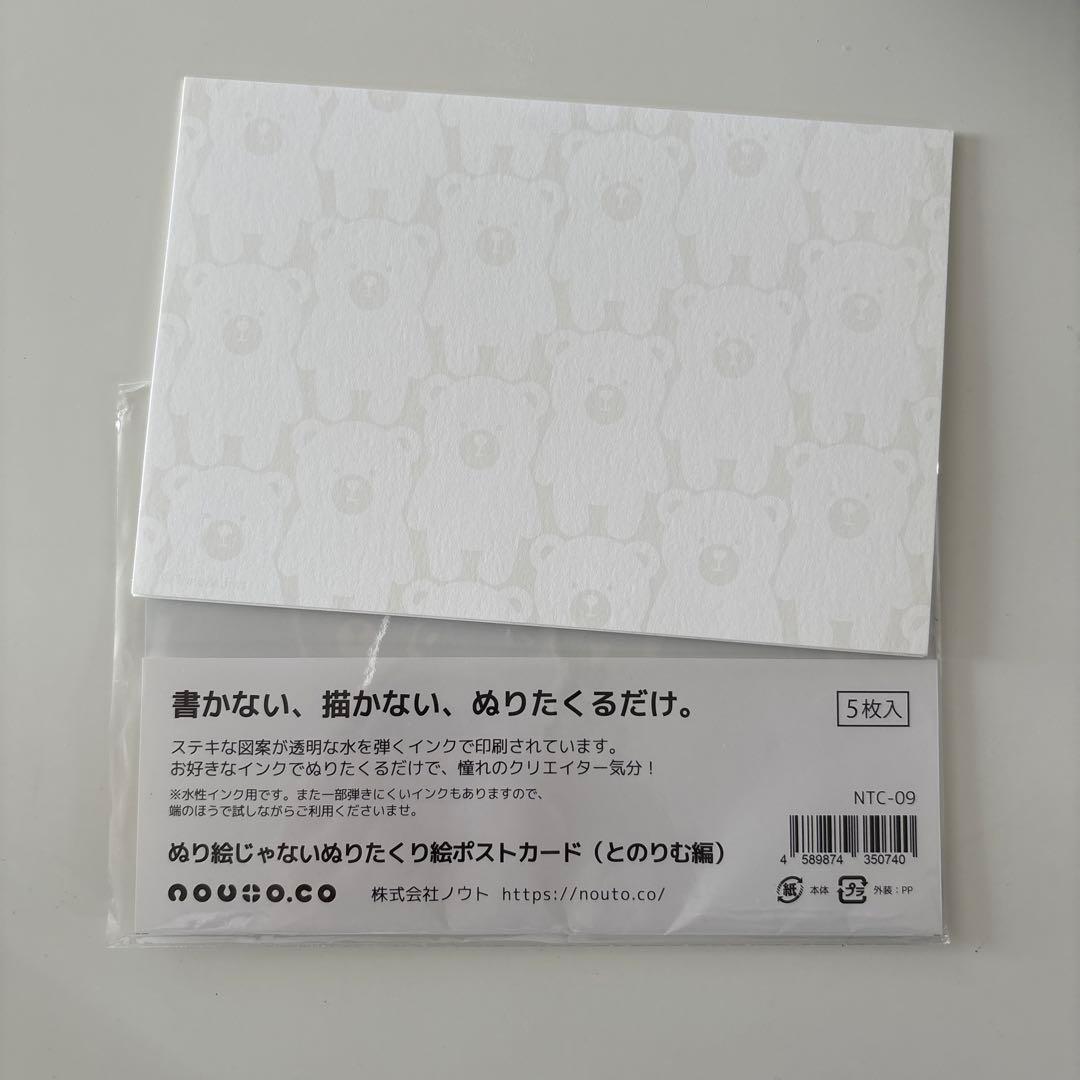 書かない、描かない、ぬりたくるだけ。
5枚入
ステキな図案が透明な水を弾くインクで印刷されています。
お好きなインクでぬりたくるだけで、憧れのクリエイター気分！
※水性インク用です。また一部弾きにくいインクもありますので、
端のほうで試しながらご利用くださいませ。
NTC-09
ぬり絵じゃないぬりたくり絵ポストカード（とのりむ編）
4 589874 350740
nouto.co
株式会社ノウト https://nouto.co/
紙 本体 プラ 外装：PP